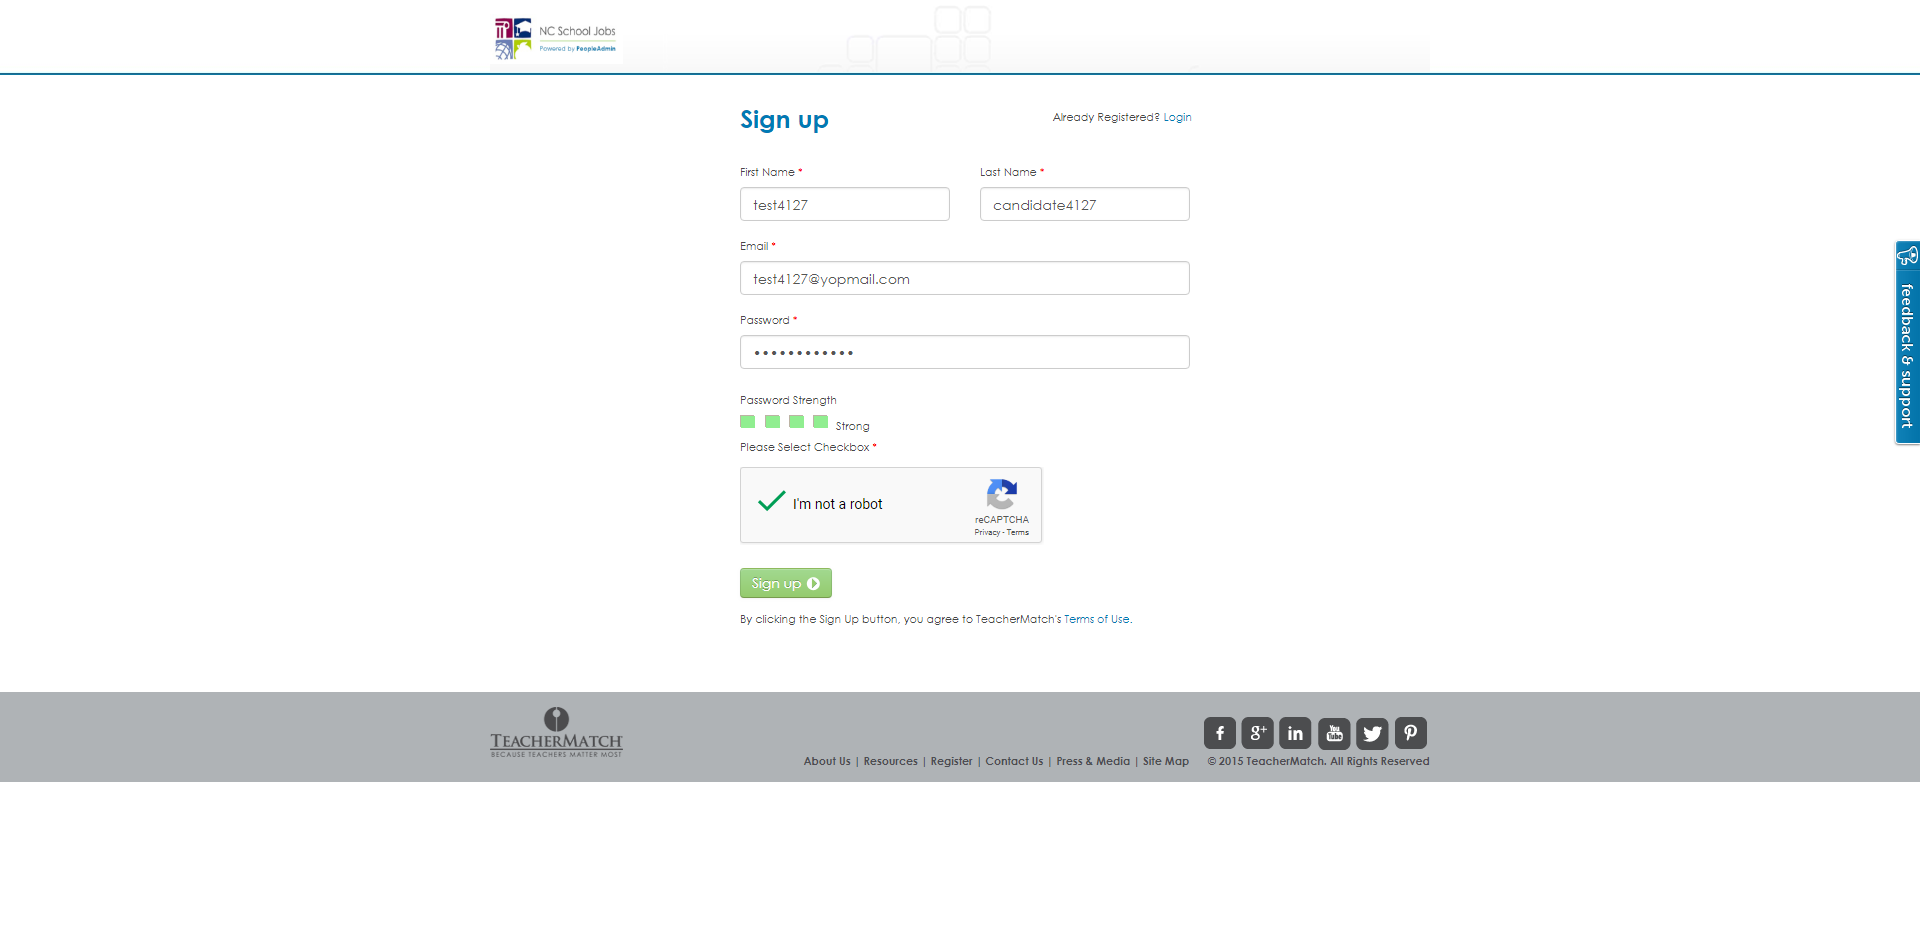 NC School Jobs
Powered by PeopleAdmin
Sign up
Already Registered? Login
First Name *
Last Name *
test4127
candidate4127
Email *
test4127@yopmail.com
Password *
••••••••••••
Password Strength
Strong
Please Select Checkbox *
I'm not a robot
reCAPTCHA
Privacy - Terms
Sign up
By clicking the Sign Up button, you agree to TeacherMatch's Terms of Use.
feedback & support
TEACHERMATCH
BECAUSE TEACHERS MATTER MOST
f
g+
in
You Tube
About Us | Resources | Register | Contact Us | Press & Media | Site Map
© 2015 TeacherMatch. All Rights Reserved